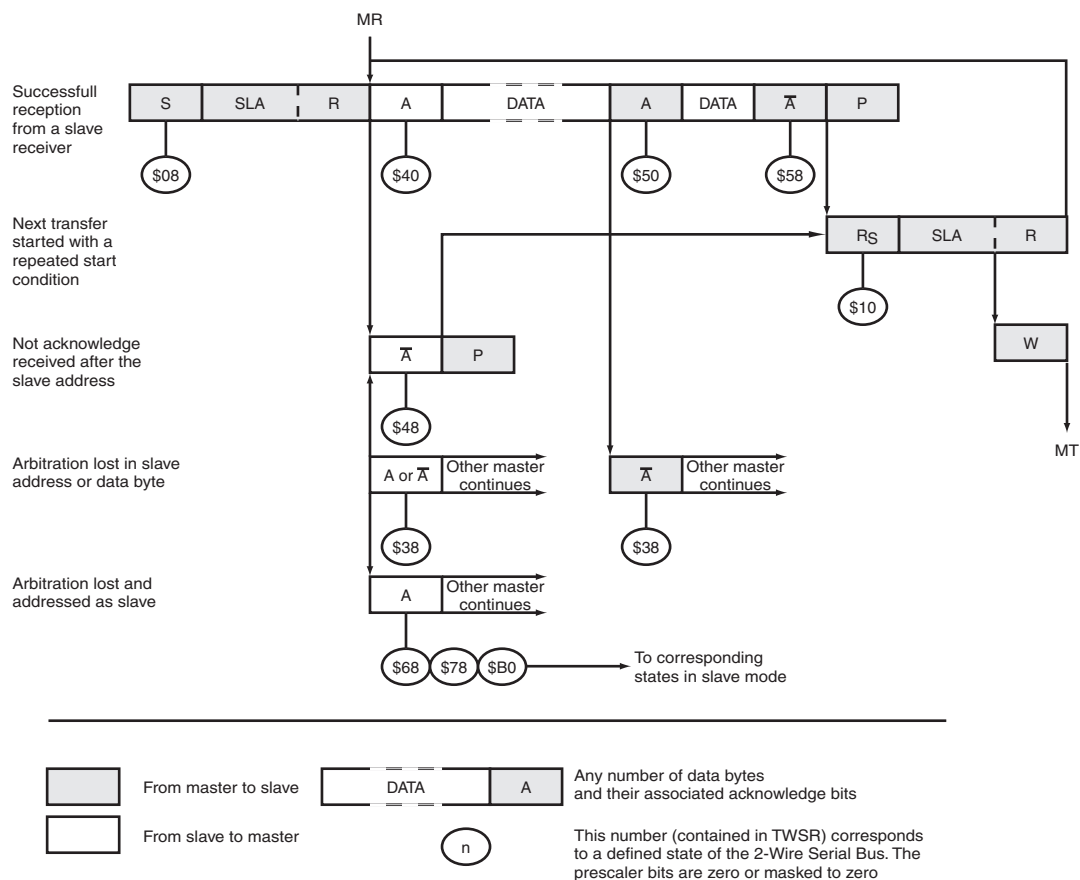 MR
Successfull
reception
from a slave
receiver
S SLA R A DATA A DATA A̅ P
$08 $40 $50 $58
Next transfer
started with a
repeated start
condition
RS SLA R
$10
Not acknowledge
received after the
slave address
A̅ P
W
$48
MT
Arbitration lost in slave
address or data byte
A or A̅ Other master
continues
A̅ Other master
continues
$38 $38
Arbitration lost and
addressed as slave
A Other master
continues
$68 $78 $B0
To corresponding
states in slave mode
From master to slave
DATA A
Any number of data bytes
and their associated acknowledge bits
From slave to master
n
This number (contained in TWSR) corresponds
to a defined state of the 2-Wire Serial Bus. The
prescaler bits are zero or masked to zero